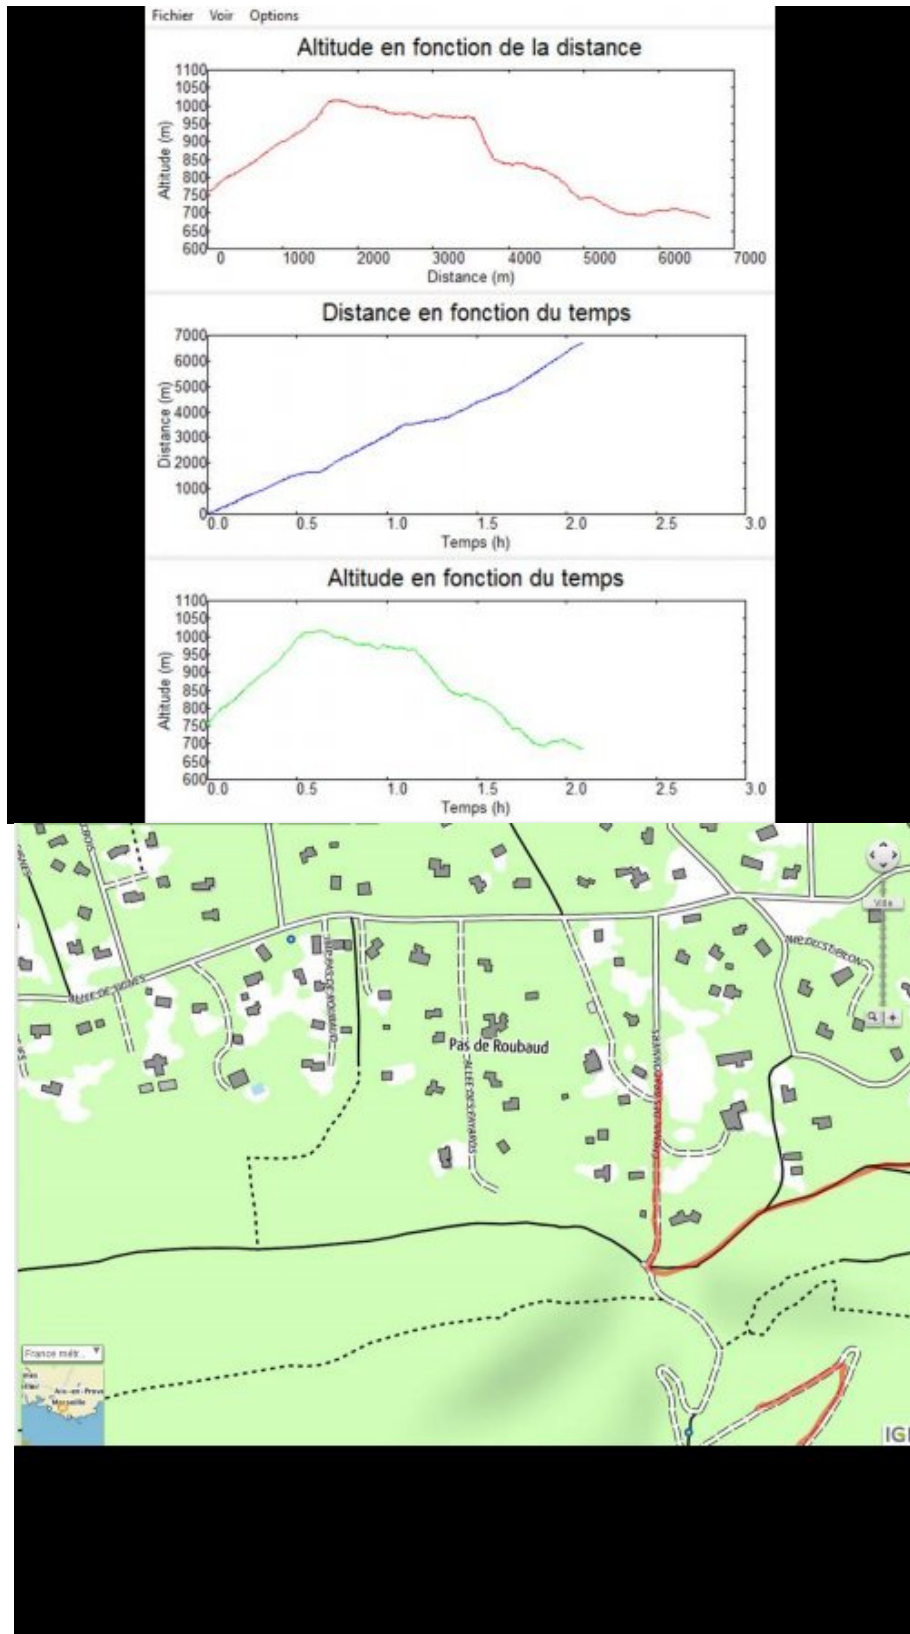 Fichier Voir Options
Altitude en fonction de la distance
1100
1050
1000
950
900
850
800
750
700
650
600
Altitude (m)
0 1000 2000 3000 4000 5000 6000 7000
Distance (m)
Distance en fonction du temps
7000
6000
5000
4000
3000
2000
1000
0
Distance (m)
0.0 0.5 1.0 1.5 2.0 2.5 3.0
Temps (h)
Altitude en fonction du temps
1100
1050
1000
950
900
850
800
750
700
650
600
Altitude (m)
0.0 0.5 1.0 1.5 2.0 2.5 3.0
Temps (h)
Ville
Pas de Roubaud
France métr...
Marseille
IG